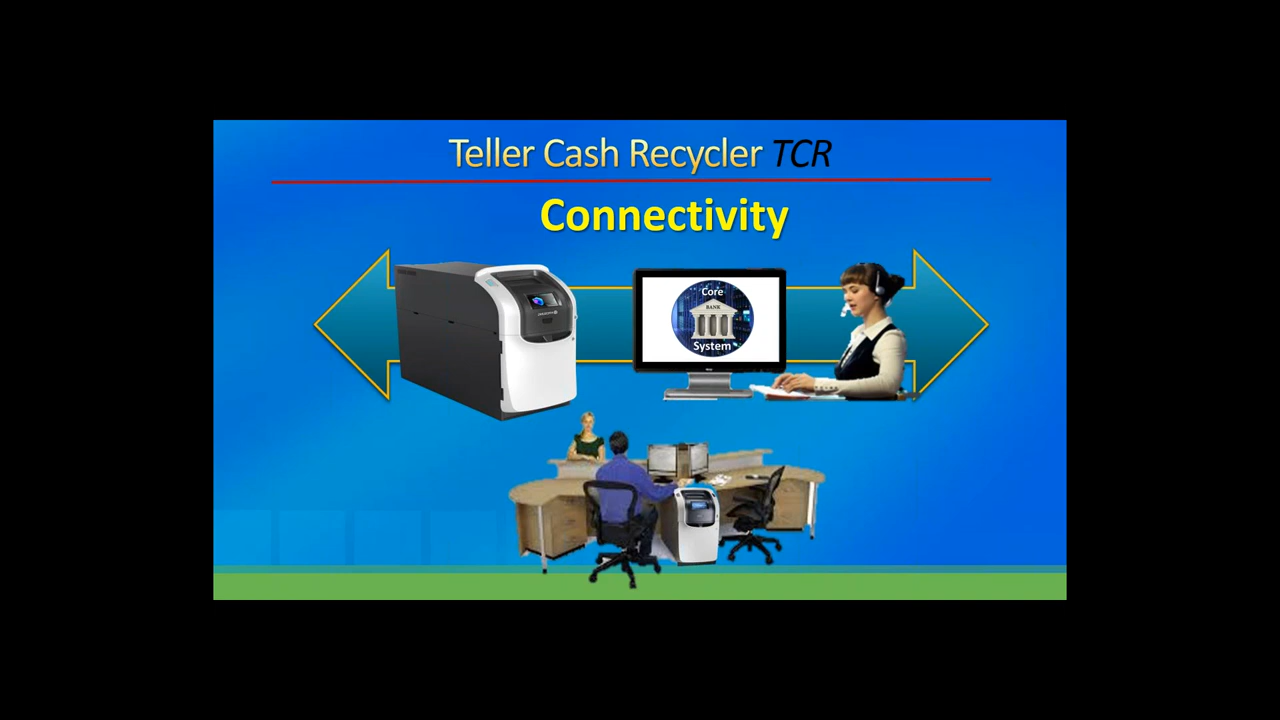 Teller Cash Recycler TCR
Connectivity
Core
BANK
System